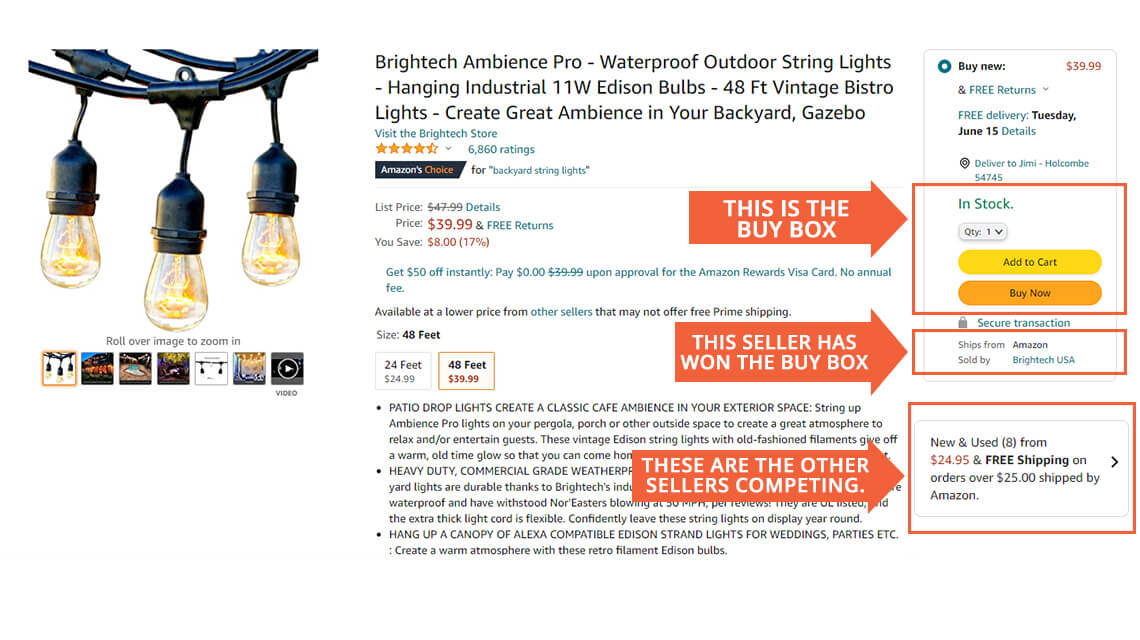 Brightech Ambience Pro - Waterproof Outdoor String Lights
- Hanging Industrial 11W Edison Bulbs - 48 Ft Vintage Bistro
Lights - Create Great Ambience in Your Backyard, Gazebo
Visit the Brightech Store
6,860 ratings
Amazon's Choice for "backyard string lights"
List Price: $47.99 Details
Price: $39.99 & FREE Returns
You Save: $8.00 (17%)
Get $50 off instantly: Pay $0.00 $39.99 upon approval for the Amazon Rewards Visa Card. No annual
fee.
Available at a lower price from other sellers that may not offer free Prime shipping.
Size: 48 Feet
24 Feet
$24.99
48 Feet
$39.99
• PATIO DROP LIGHTS CREATE A CLASSIC CAFE AMBIENCE IN YOUR EXTERIOR SPACE: String up
Ambience Pro lights on your pergola, porch or other outside space to create a great atmosphere to
relax and/or entertain guests. These vintage Edison string lights with old-fashioned filaments give off
a warm, old time glow so that you can come
• HEAVY DUTY, COMMERCIAL GRADE
yard lights are durable thanks to Brightech's
waterproof and have withstood Nor'Easters blowing at 50 MPH, per reviews! They are UL listed, and
the extra thick light cord is flexible. Confidently leave these string lights on display year round.
• HANG UP A CANOPY OF ALEXA COMPATIBLE EDISON STRAND LIGHTS FOR WEDDINGS, PARTIES ETC.
: Create a warm atmosphere with these retro filament Edison bulbs.
Roll over image to zoom in
VIDEO
Buy new: $39.99
& FREE Returns
FREE delivery: Tuesday,
June 15 Details
Deliver to Jimi - Holcombe
54745
In Stock.
Qty: 1
Add to Cart
Buy Now
Secure transaction
Ships from Amazon
Sold by Brightech USA
New & Used (8) from
$24.95 & FREE Shipping on
orders over $25.00 shipped by
Amazon.
THIS IS THE
BUY BOX
THIS SELLER HAS
WON THE BUY BOX
THESE ARE THE OTHER
SELLERS COMPETING.